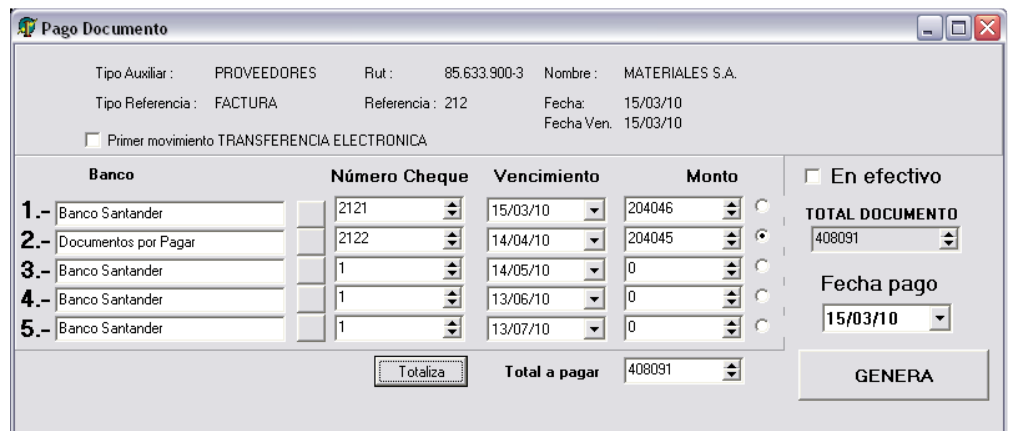 Pago Documento
Tipo Auxiliar : PROVEEDORES Rut : 85.633.900-3 Nombre : MATERIALES S.A.
Tipo Referencia : FACTURA Referencia : 212 Fecha: 15/03/10
Fecha Ven. 15/03/10
Primer movimiento TRANSFERENCIA ELECTRONICA
Banco Número Cheque Vencimiento Monto En efectivo
1.- Banco Santander 2121 15/03/10 204046 TOTAL DOCUMENTO
2.- Documentos por Pagar 2122 14/04/10 204045 408091
3.- Banco Santander 1 14/05/10 0
4.- Banco Santander 1 13/06/10 0 Fecha pago
5.- Banco Santander 1 13/07/10 0 15/03/10
Totaliza Total a pagar 408091 GENERA